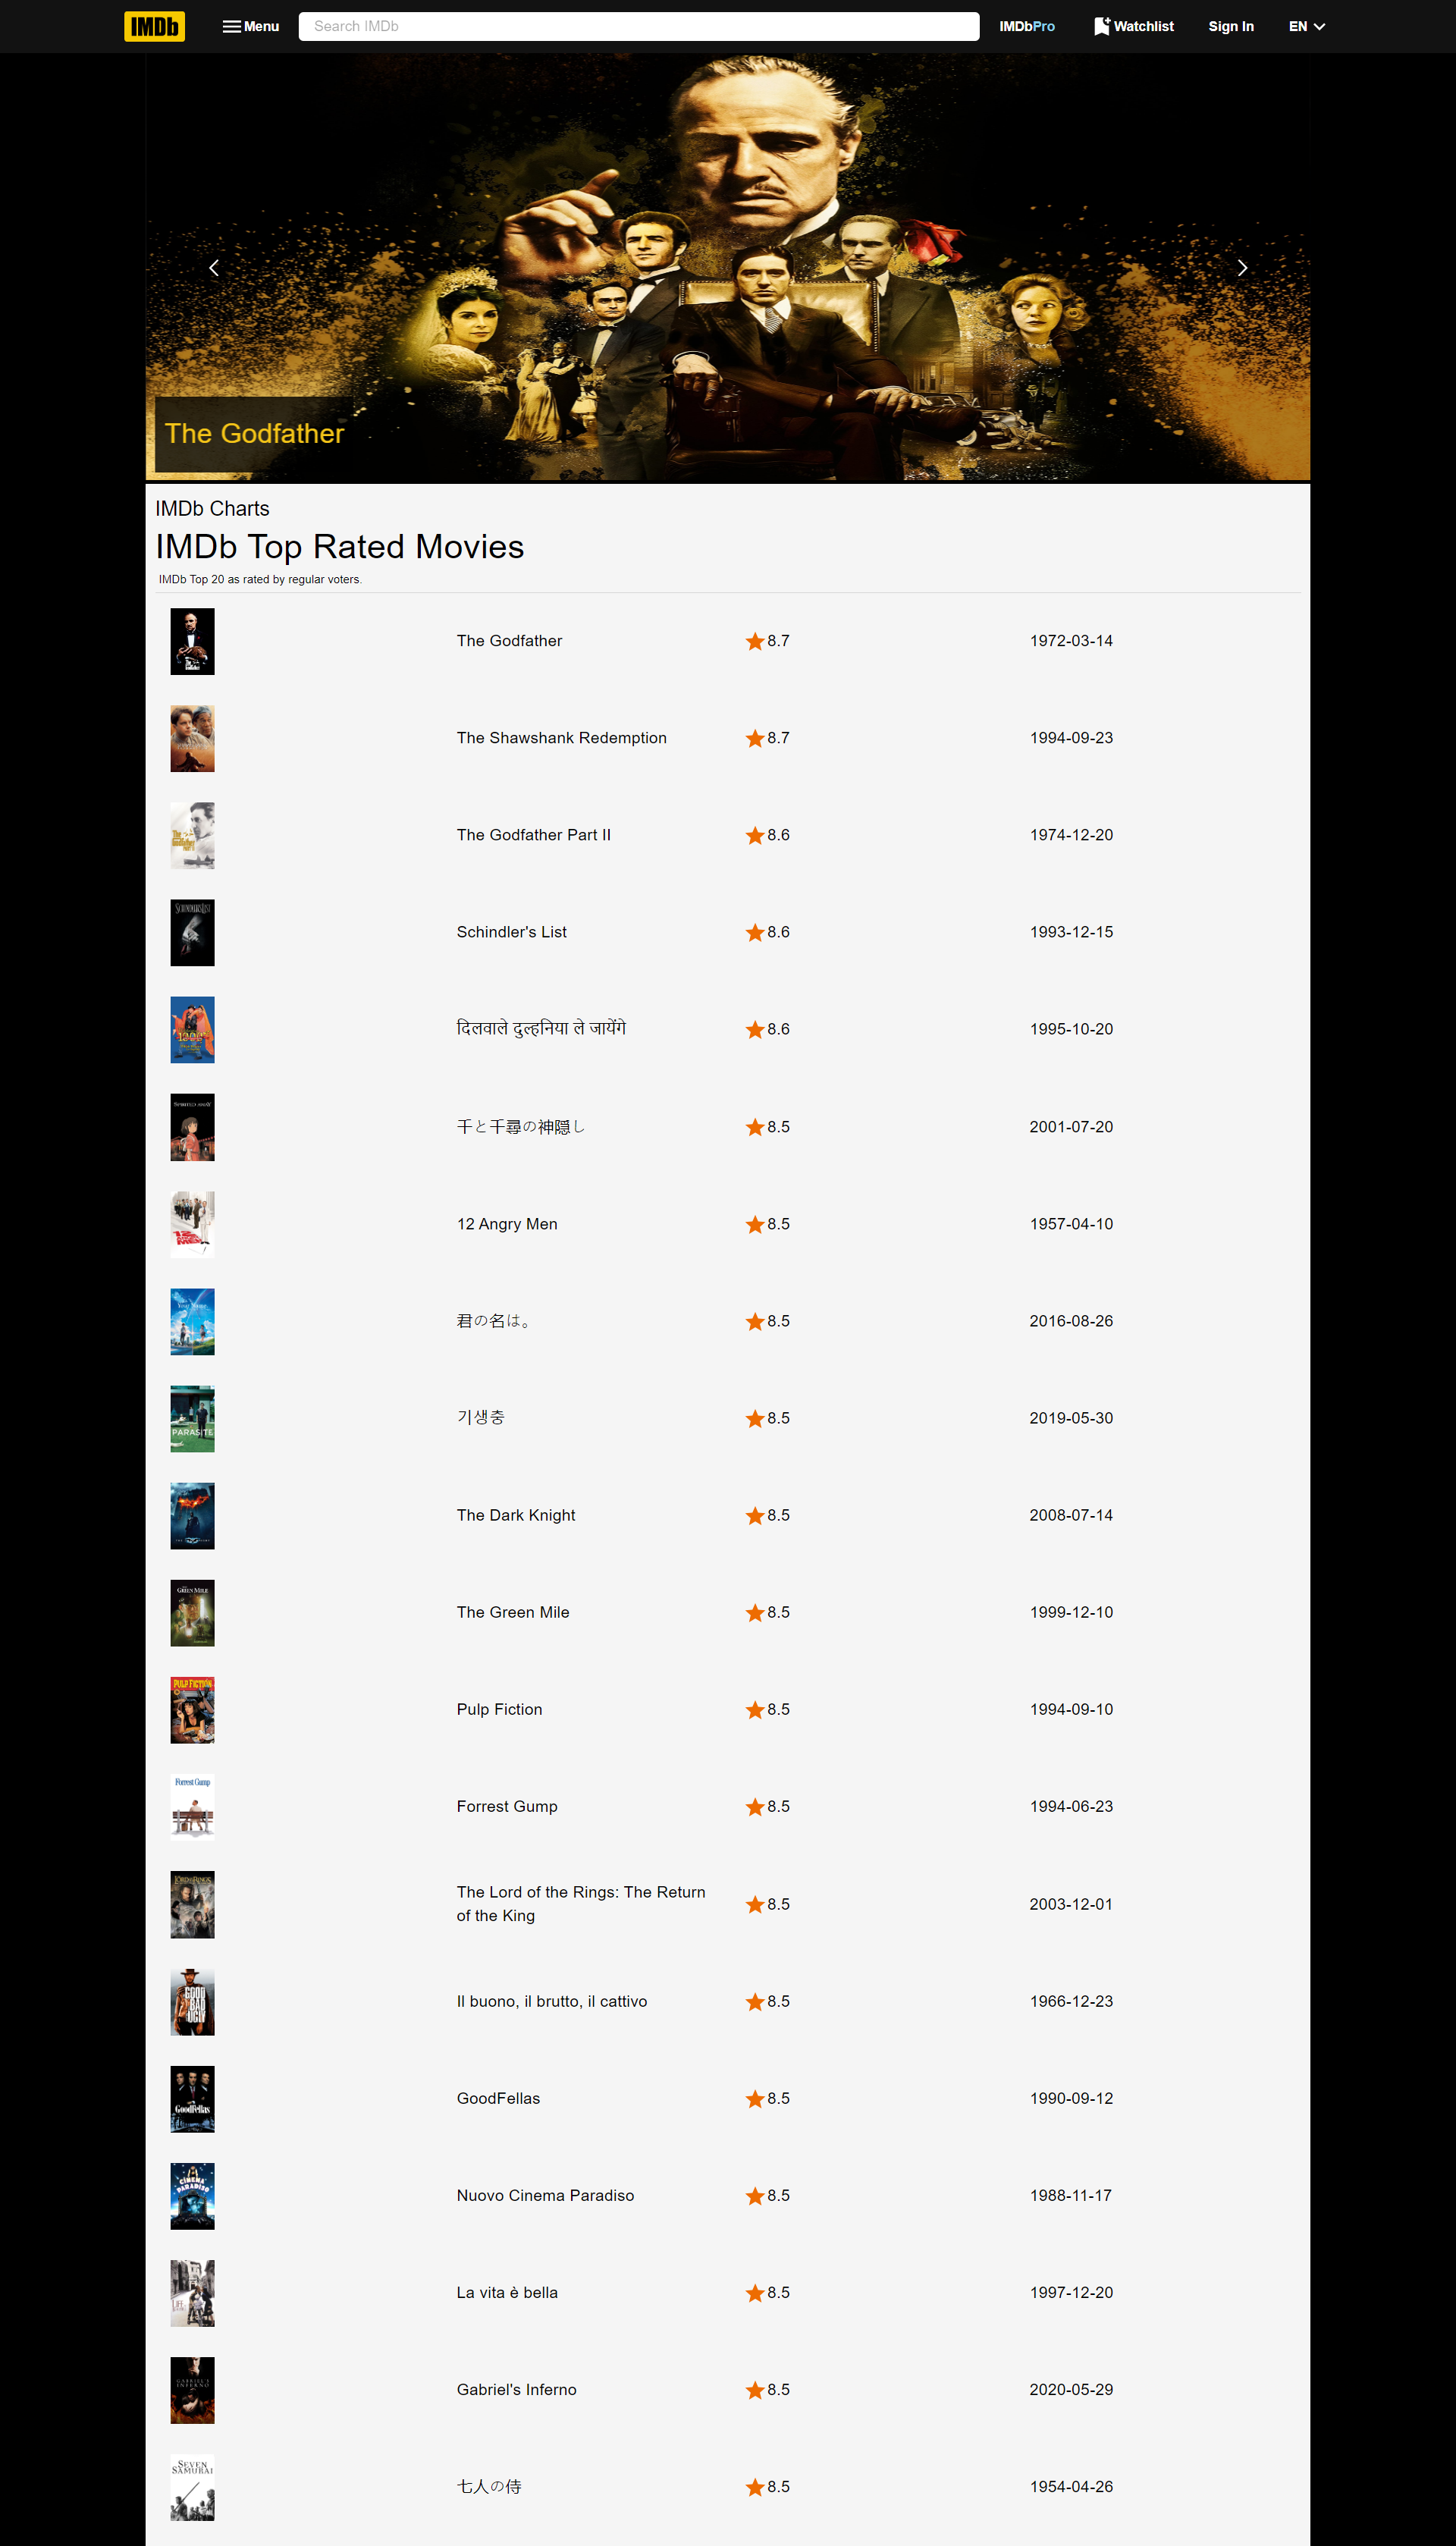 IMDb
Menu
Search IMDb
IMDbPro
Watchlist
Sign In
EN
The Godfather
IMDb Charts
IMDb Top Rated Movies
IMDb Top 20 as rated by regular voters.
The Godfather 8.7 1972-03-14
The Shawshank Redemption 8.7 1994-09-23
The Godfather Part II 8.6 1974-12-20
Schindler's List 8.6 1993-12-15
दिलवाले दुल्हनिया ले जायेंगे 8.6 1995-10-20
千と千尋の神隠し 8.5 2001-07-20
12 Angry Men 8.5 1957-04-10
君の名は。 8.5 2016-08-26
PARASITE
기생충 8.5 2019-05-30
The Dark Knight 8.5 2008-07-14
GREEN MILE
The Green Mile 8.5 1999-12-10
PULP FICTION
Pulp Fiction 8.5 1994-09-10
Forrest Gump
Forrest Gump 8.5 1994-06-23
The Lord of the Rings: The Return
of the King 8.5 2003-12-01
GOOD
BAD
UGLY
Il buono, il brutto, il cattivo 8.5 1966-12-23
GoodFellas
GoodFellas 8.5 1990-09-12
CINEMA
PARADISO
Nuovo Cinema Paradiso 8.5 1988-11-17
La vita è bella 8.5 1997-12-20
GABRIEL'S
INFERNO
Gabriel's Inferno 8.5 2020-05-29
SEVEN
SAMURAI
七人の侍 8.5 1954-04-26